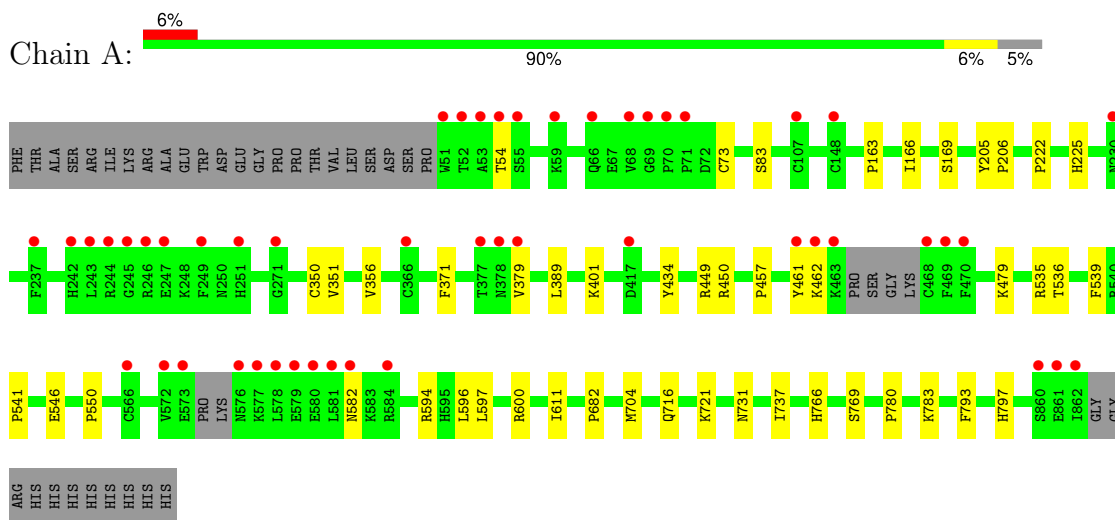 6%
Chain A:
90% 6% 5%
PHE THR ALA SER ARG ILE LYS ARG ALA GLU TRP ASP GLU GLY PRO PRO THR VAL LEU SER ASP SER PRO W51 T52 A53 T54 S55 K59 Q66 E67 V68 G69 P70 P71 D72 C73 S83 C107 C148 P163 I166 S169 Y205 P206 P222 H225 N230
F237 H242 L243 R244 G245 R246 E247 K248 F249 N250 H251 G271 C350 V351 V356 C366 F371 T377 N378 V379 L389 K401 D417 Y434 R449 R450 P457 Y461 K462 K463 PRO SER GLY LYS C468 F469 F470 K479 R535 T536 F539 R540
P541 E546 P550 C566 V572 E573 PRO LYS N576 K577 L578 E579 E580 L581 N582 K583 R584 R594 H595 L596 L597 R600 I611 P682 M704 Q716 K721 N731 I737 H766 S769 P780 K783 F793 H797 S860 E861 I862 GLY GLY
ARG HIS HIS HIS HIS HIS HIS HIS HIS